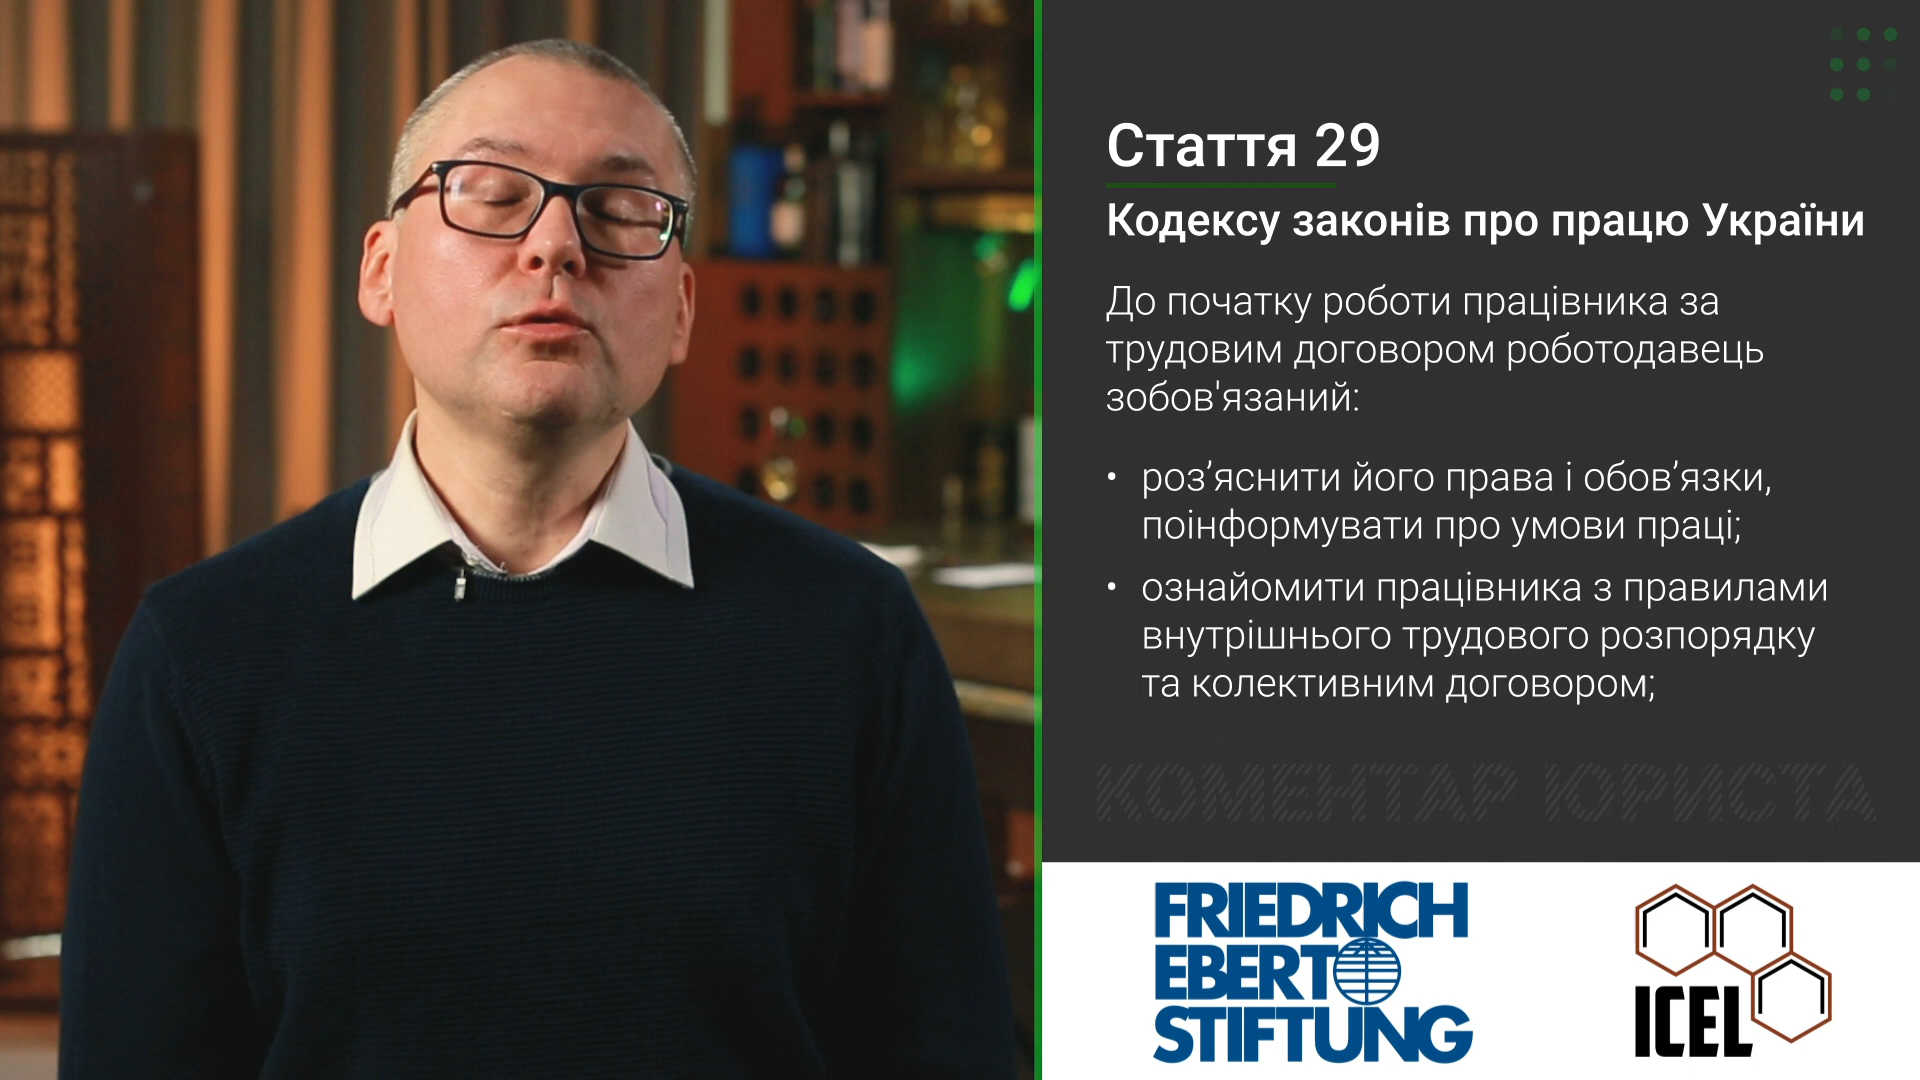 Стаття 29
Кодексу законів про працю України
До початку роботи працівника за
трудовим договором роботодавець
зобов'язаний:
• роз’яснити його права і обов’язки,
поінформувати про умови праці;
• ознайомити працівника з правилами
внутрішнього трудового розпорядку
та колективним договором;
КОМЕНТАР ЮРИСТА
FRIEDRICH
EBERT
STIFTUNG
ICEL